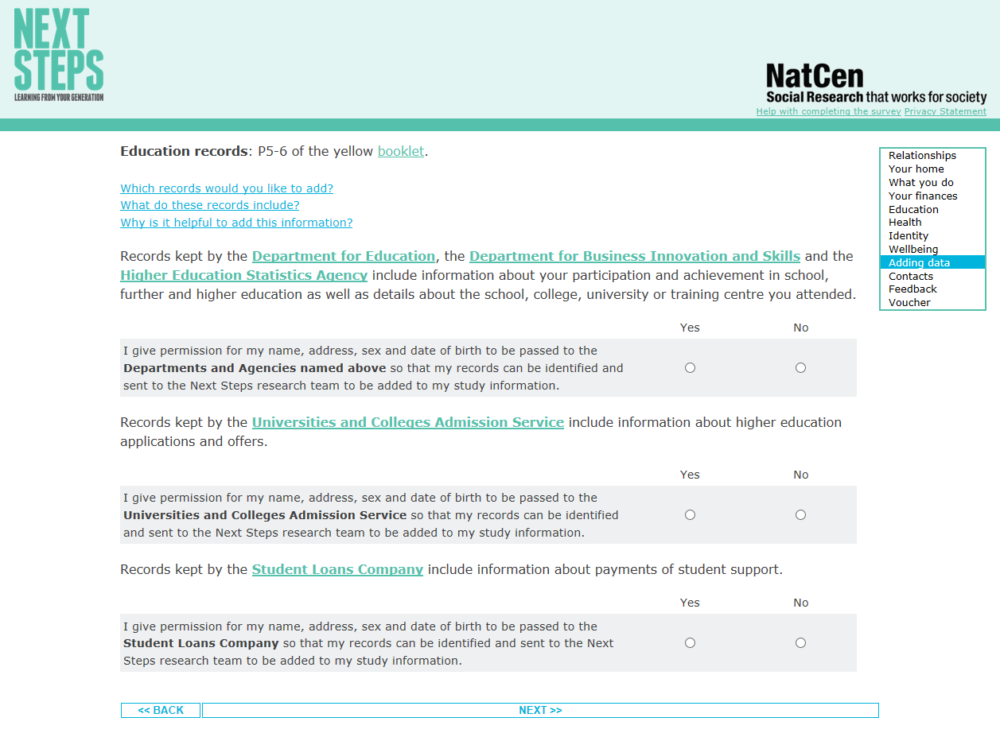 NEXT
STEPS
LEARNING FROM YOUR GENERATION
NatCen
Social Research that works for society
Help with completing the survey Privacy Statement
Education records: P5-6 of the yellow booklet.
Which records would you like to add?
What do these records include?
Why is it helpful to add this information?
Records kept by the Department for Education, the Department for Business Innovation and Skills and the
Higher Education Statistics Agency include information about your participation and achievement in school,
further and higher education as well as details about the school, college, university or training centre you attended.
Yes No
I give permission for my name, address, sex and date of birth to be passed to the
Departments and Agencies named above so that my records can be identified and
sent to the Next Steps research team to be added to my study information.
Records kept by the Universities and Colleges Admission Service include information about higher education
applications and offers.
Yes No
I give permission for my name, address, sex and date of birth to be passed to the
Universities and Colleges Admission Service so that my records can be identified
and sent to the Next Steps research team to be added to my study information.
Records kept by the Student Loans Company include information about payments of student support.
Yes No
I give permission for my name, address, sex and date of birth to be passed to the
Student Loans Company so that my records can be identified and sent to the Next
Steps research team to be added to my study information.
<< BACK NEXT >>
Relationships
Your home
What you do
Your finances
Education
Health
Identity
Wellbeing
Adding data
Contacts
Feedback
Voucher